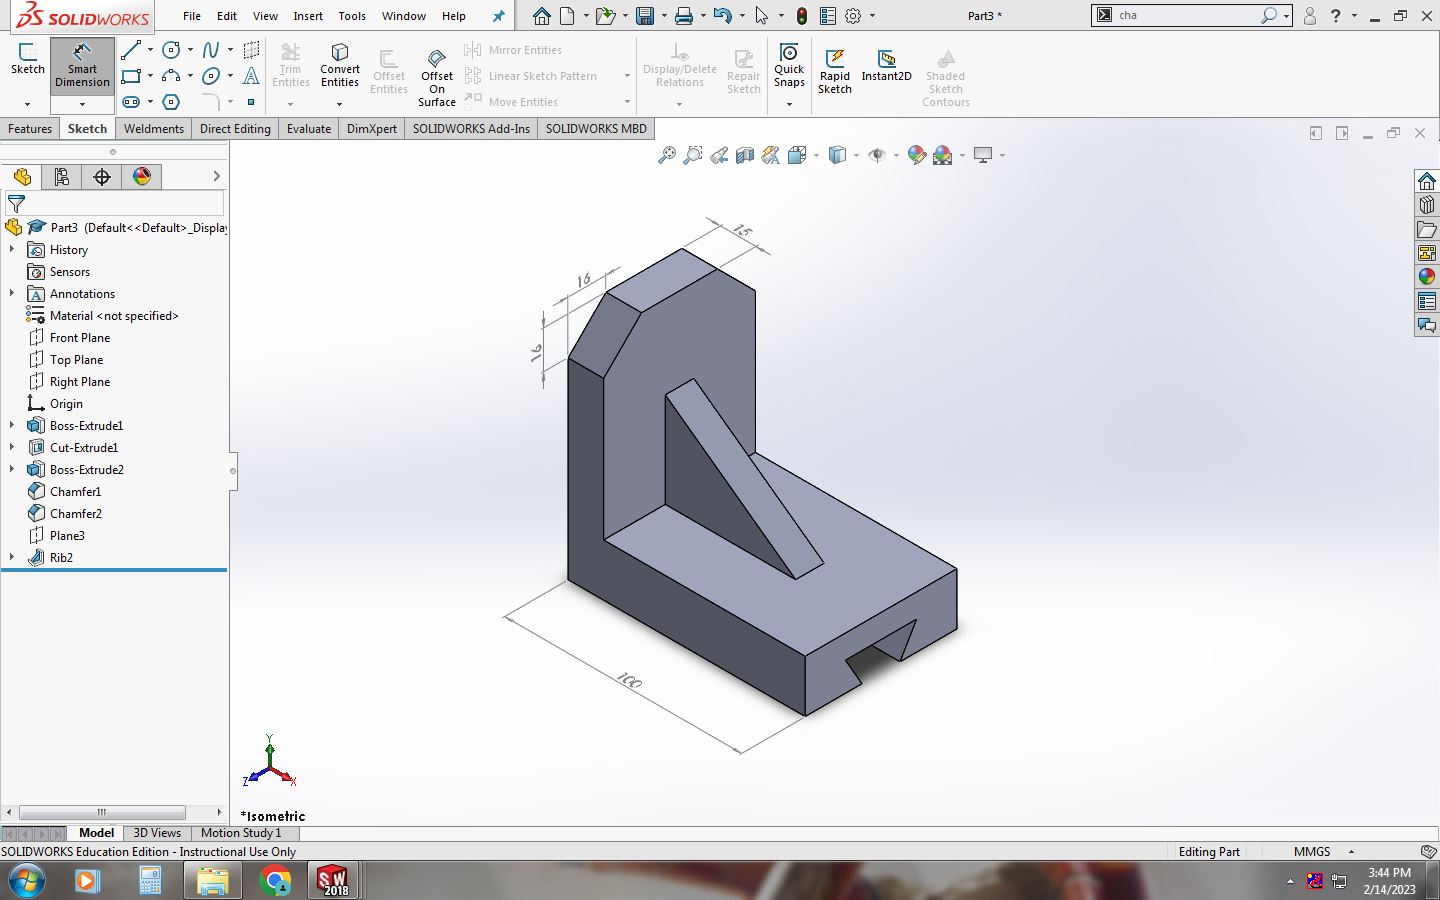 SOLIDWORKS
File Edit View Insert Tools Window Help
Part3 *
cha
Sketch
Smart Dimension
Trim Entities
Convert Entities
Offset Entities
Offset On Surface
Mirror Entities
Linear Sketch Pattern
Move Entities
Display/Delete Relations
Repair Sketch
Quick Snaps
Rapid Sketch
Instant2D
Shaded Sketch Contours
Features Sketch Weldments Direct Editing Evaluate DimXpert SOLIDWORKS Add-Ins SOLIDWORKS MBD
Part3 (Default<<Default>_Display
History
Sensors
Annotations
Material <not specified>
Front Plane
Top Plane
Right Plane
Origin
Boss-Extrude1
Cut-Extrude1
Boss-Extrude2
Chamfer1
Chamfer2
Plane3
Rib2
15
16
100
Y
Z X
*Isometric
Model 3D Views Motion Study 1
SOLIDWORKS Education Edition - Instructional Use Only
Editing Part
MMGS
SW
2018
3:44 PM
2/14/2023